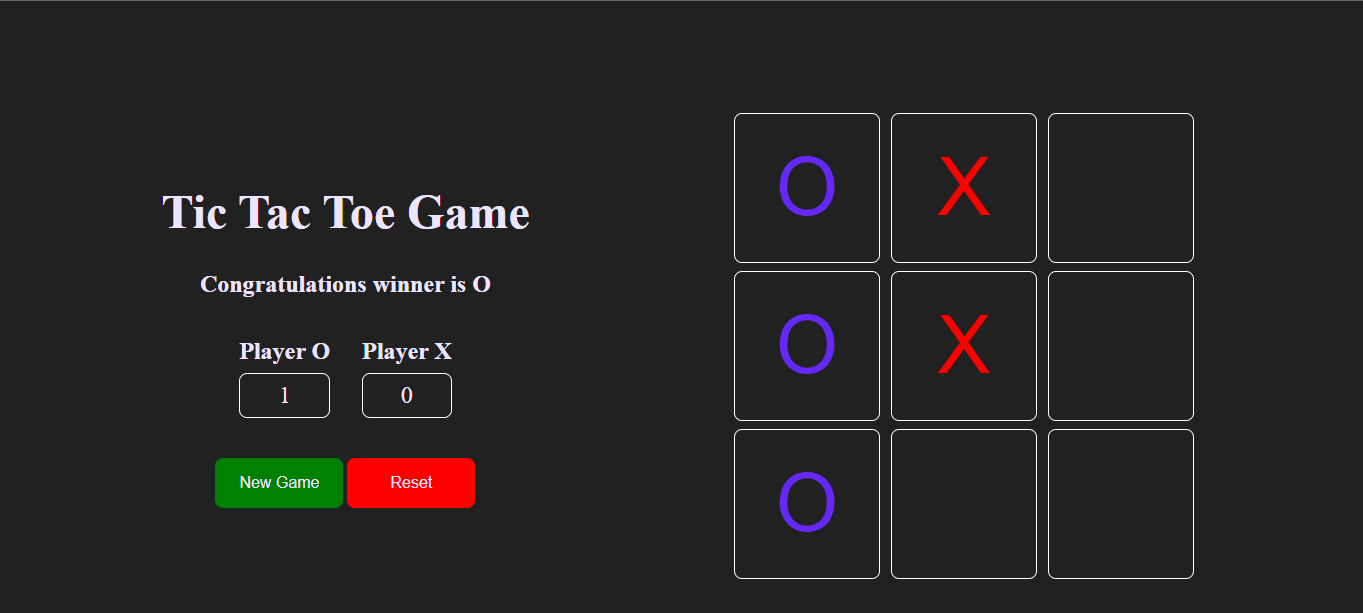 Tic Tac Toe Game
Congratulations winner is O
Player O Player X
1 0
New Game Reset
O X
O X
O